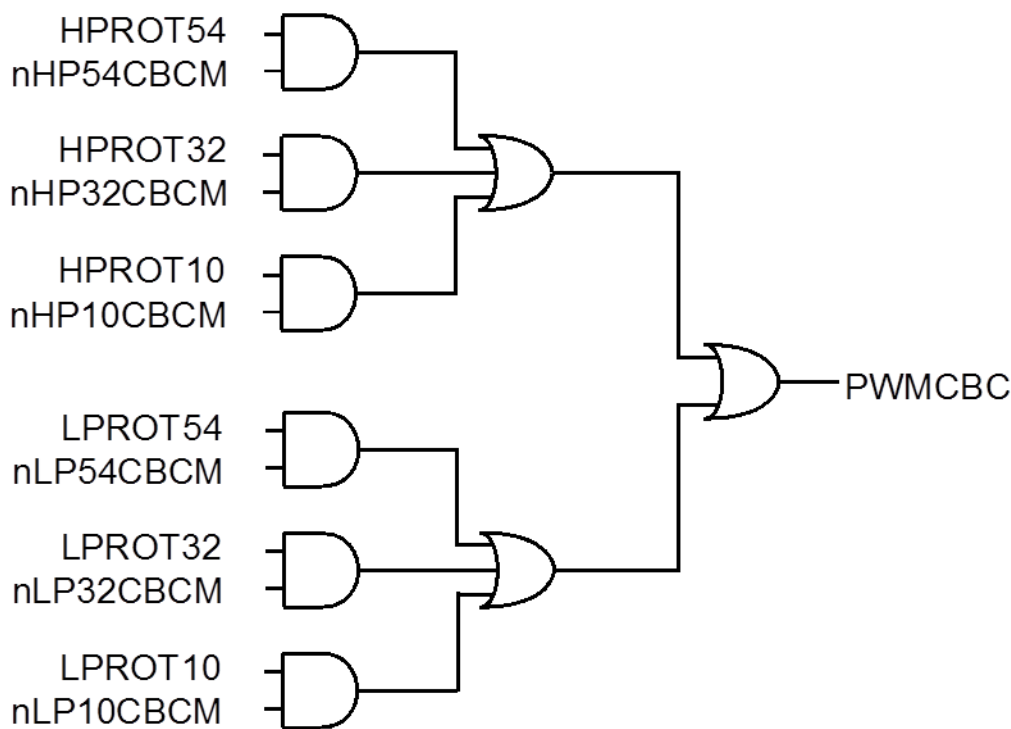 HPROT54
nHP54CBCM
HPROT32
nHP32CBCM
HPROT10
nHP10CBCM
PWMCBC
LPROT54
nLP54CBCM
LPROT32
nLP32CBCM
LPROT10
nLP10CBCM